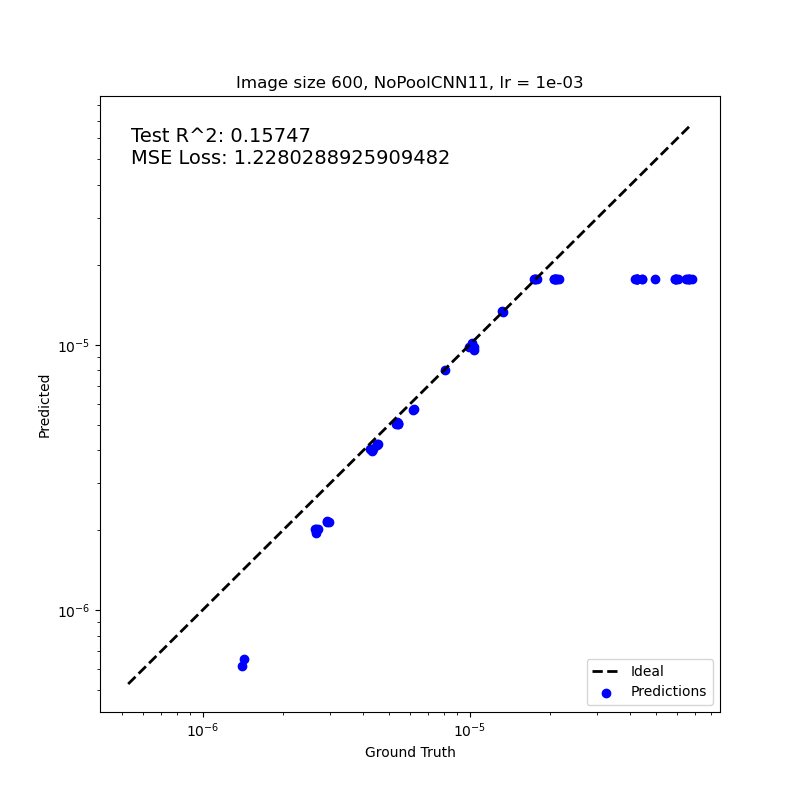 Image size 600, NoPoolCNN11, lr = 1e-03
Test R^2: 0.15747
MSE Loss: 1.2280288925909482
10⁻⁵
10⁻⁶
Predicted
Ideal
Predictions
10⁻⁶ 10⁻⁵
Ground Truth